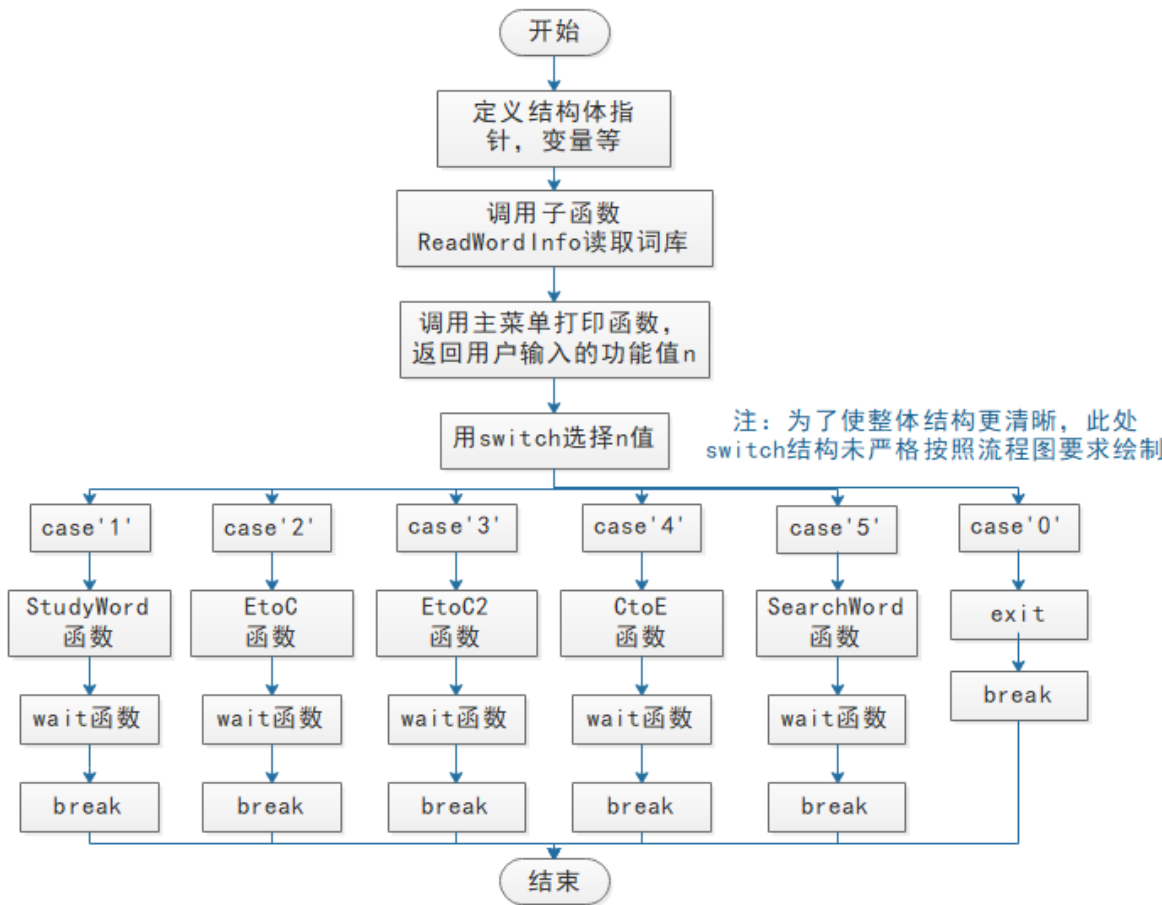 开始
定义结构体指
针，变量等
调用子函数
ReadWordInfo读取词库
调用主菜单打印函数，
返回用户输入的功能值n
用switch选择n值
注：为了使整体结构更清晰，此处
switch结构未严格按照流程图要求绘制
case'1'
case'2'
case'3'
case'4'
case'5'
case'0'
StudyWord
函数
EtoC
函数
EtoC2
函数
CtoE
函数
SearchWord
函数
exit
wait函数
wait函数
wait函数
wait函数
wait函数
break
break
break
break
break
break
结束